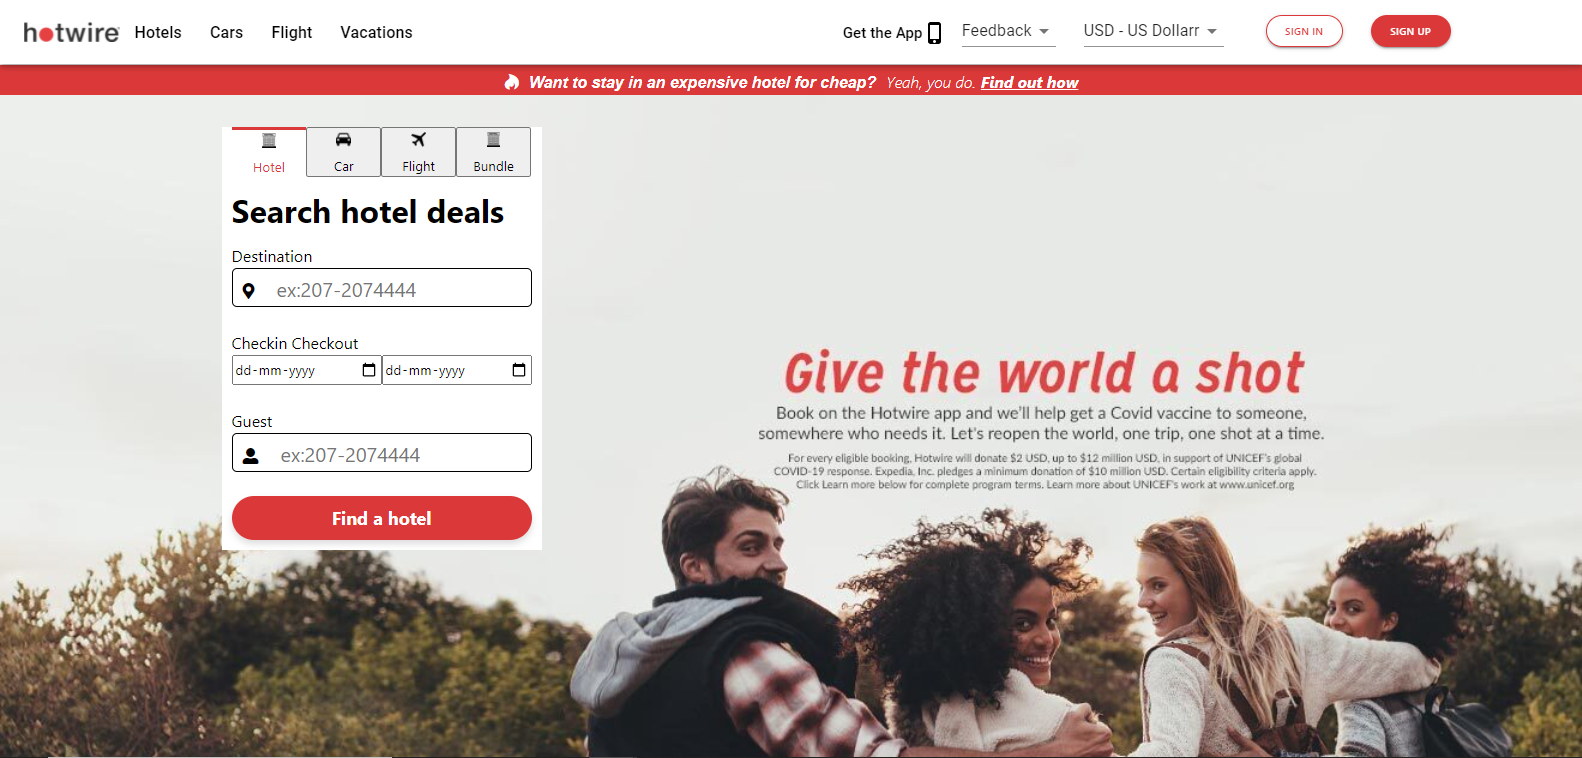 hotwire Hotels Cars Flight Vacations Get the App Feedback USD - US Dollarr SIGN IN SIGN UP
Want to stay in an expensive hotel for cheap? Yeah, you do. Find out how
Hotel Car Flight Bundle
Search hotel deals
Destination
ex:207-2074444
Checkin Checkout
dd-mm-yyyy dd-mm-yyyy
Guest
ex:207-2074444
Find a hotel
Give the world a shot
Book on the Hotwire app and we'll help get a Covid vaccine to someone,
somewhere who needs it. Let's reopen the world, one trip, one shot at a time.
For every eligible booking, Hotwire will donate $2 USD, up to $12 million USD, in support of UNICEF's global
COVID-19 response. Expedia, Inc. pledges a minimum donation of $10 million USD. Certain eligibility criteria apply.
Click Learn more below for complete program terms. Learn more about UNICEF's work at www.unicef.org